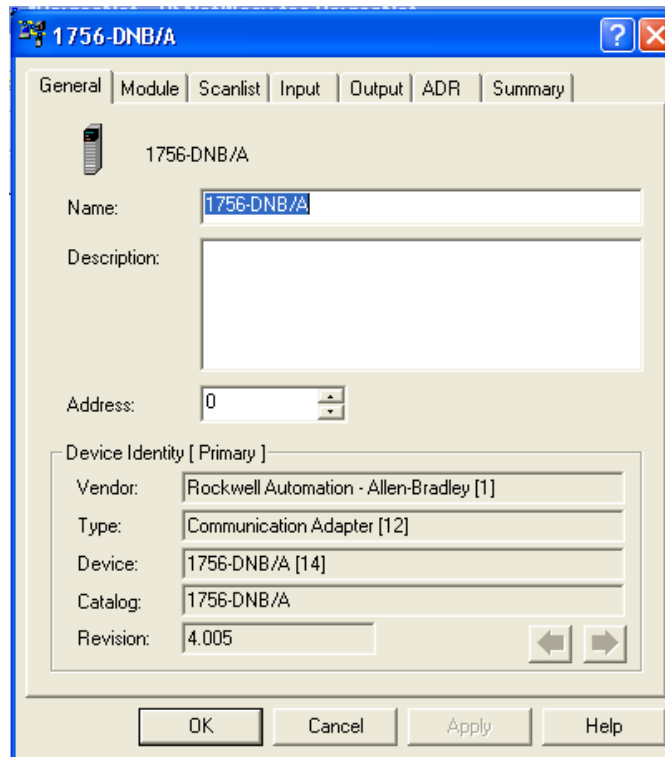 1756-DNB/A
General Module Scanlist Input Output ADR Summary
1756-DNB/A
Name: 1756-DNB/A
Description:
Address: 0
Device Identity [ Primary ]
Vendor: Rockwell Automation - Allen-Bradley [1]
Type: Communication Adapter [12]
Device: 1756-DNB/A [14]
Catalog: 1756-DNB/A
Revision: 4.005
OK Cancel Apply Help